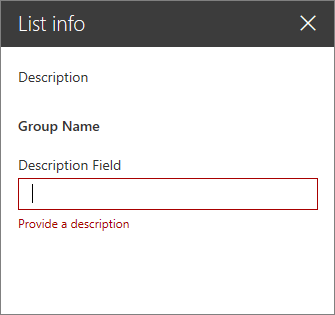 List info
Description
Group Name
Description Field
Provide a description